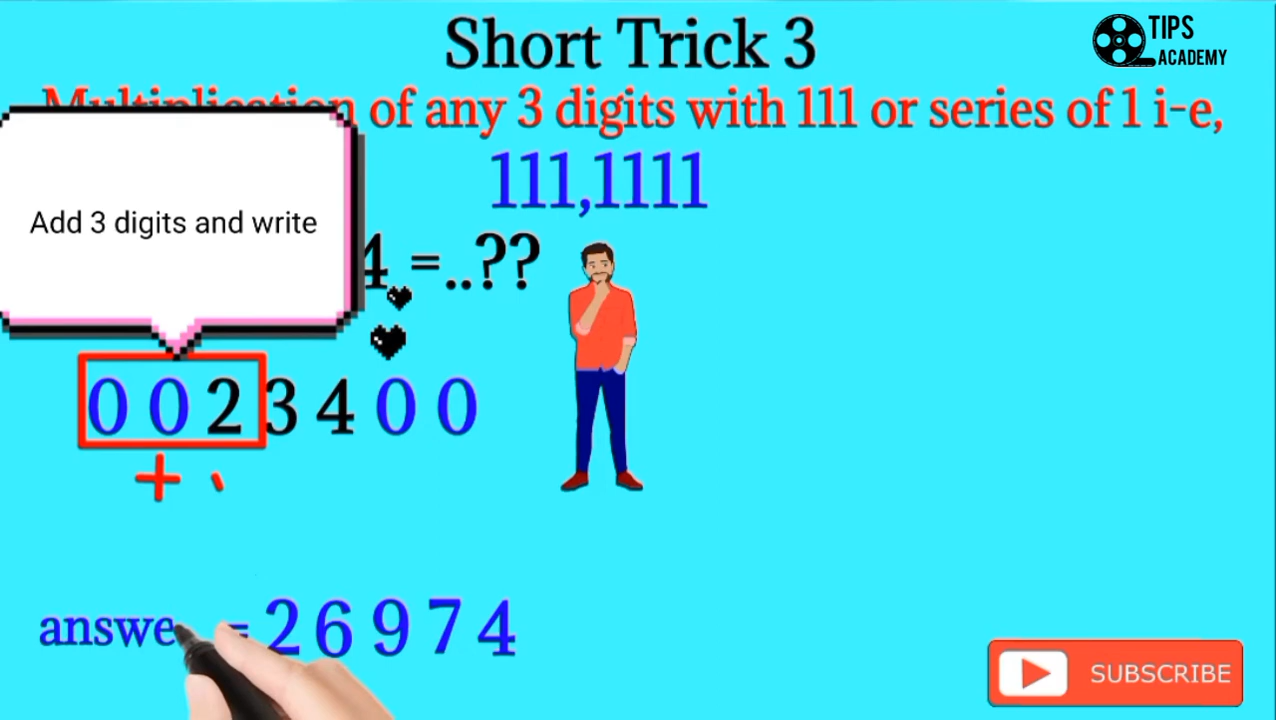 Short Trick 3
TIPS
ACADEMY
of any 3 digits with 111 or series of 1 i-e,
111,1111
Add 3 digits and write
4 =..??
0 0 2 3 4 0 0
+
answe = 2 6 9 7 4
SUBSCRIBE